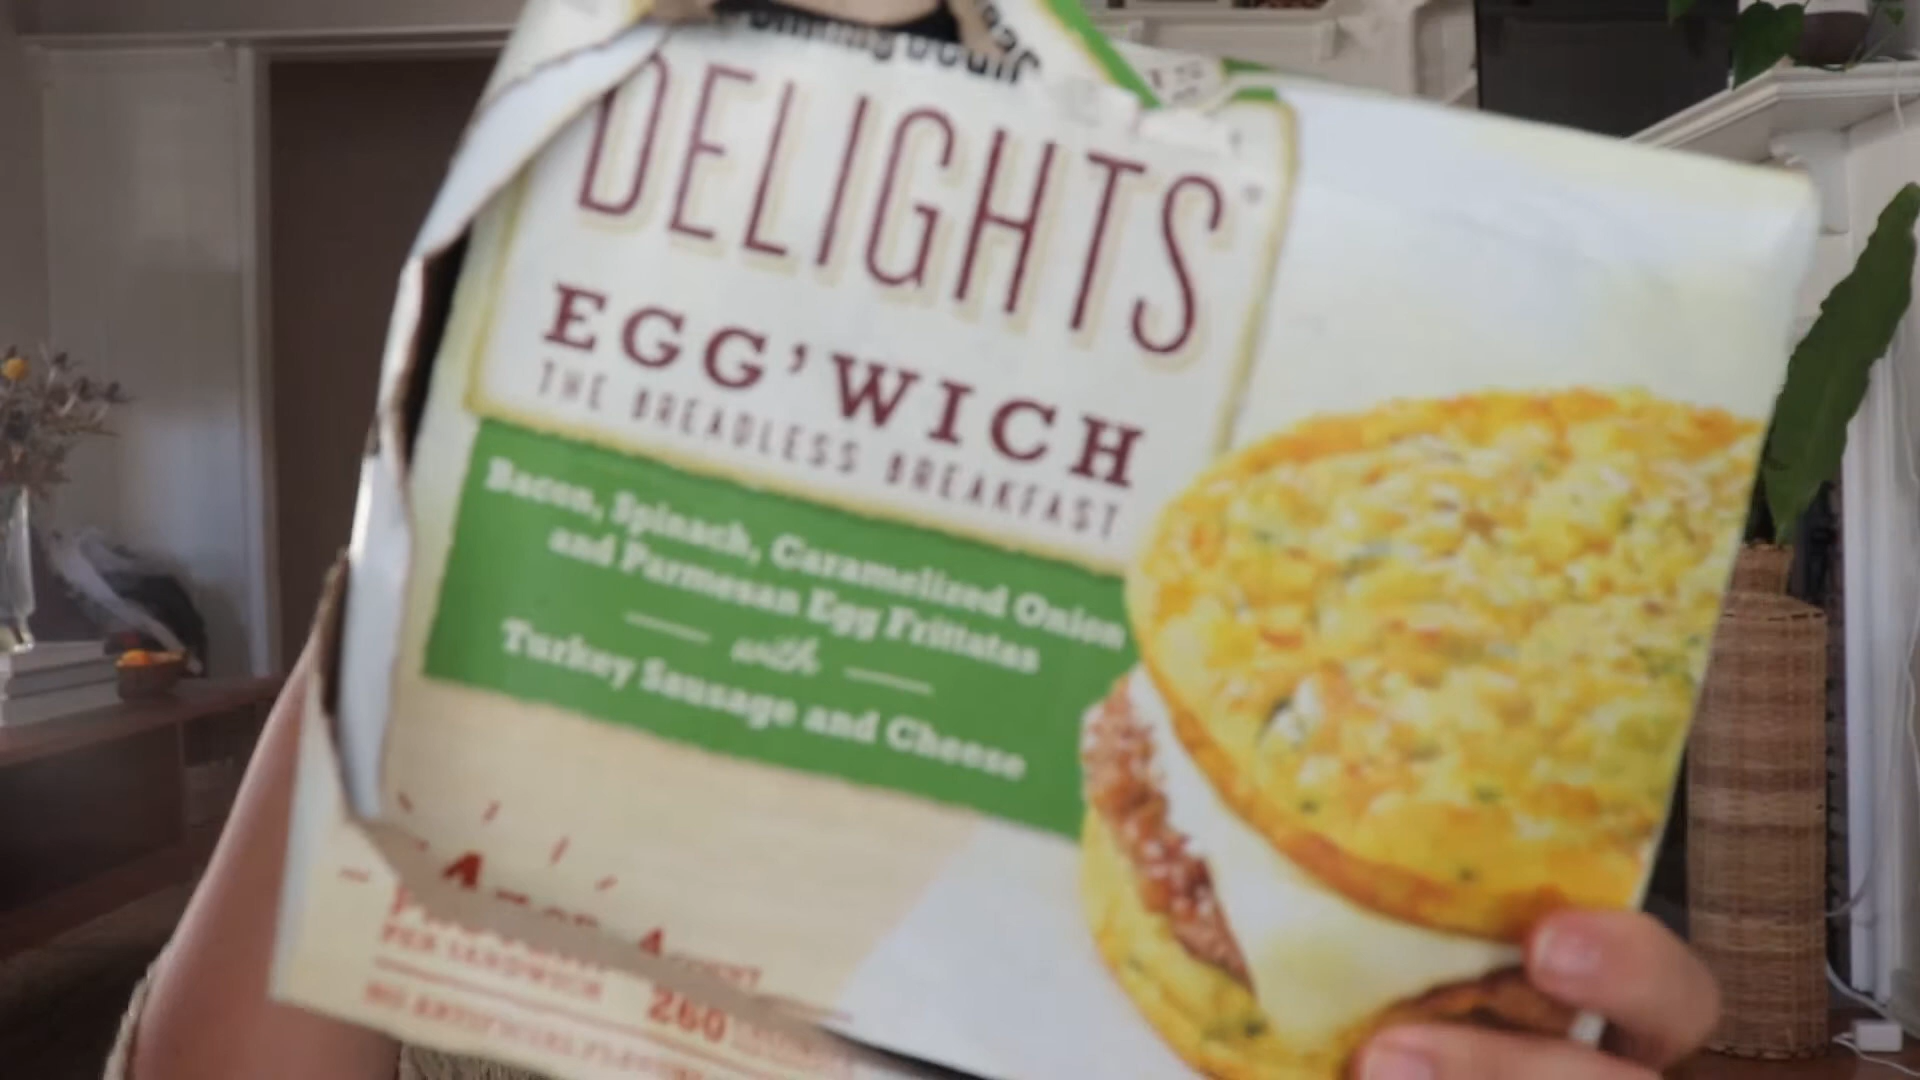 DELIGHTS
EGG'WICH
THE BREADLESS BREAKFAST
Bacon, Spinach, Caramelized Onion
and Parmesan Egg Frittatas
with
Turkey Sausage and Cheese
PER SANDWICH
260